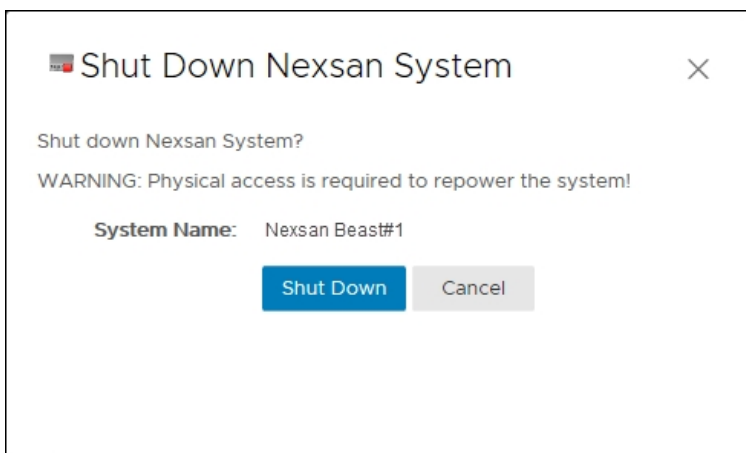 Shut Down Nexsan System
Shut down Nexsan System?
WARNING: Physical access is required to repower the system!
System Name: Nexsan Beast#1
Shut Down Cancel